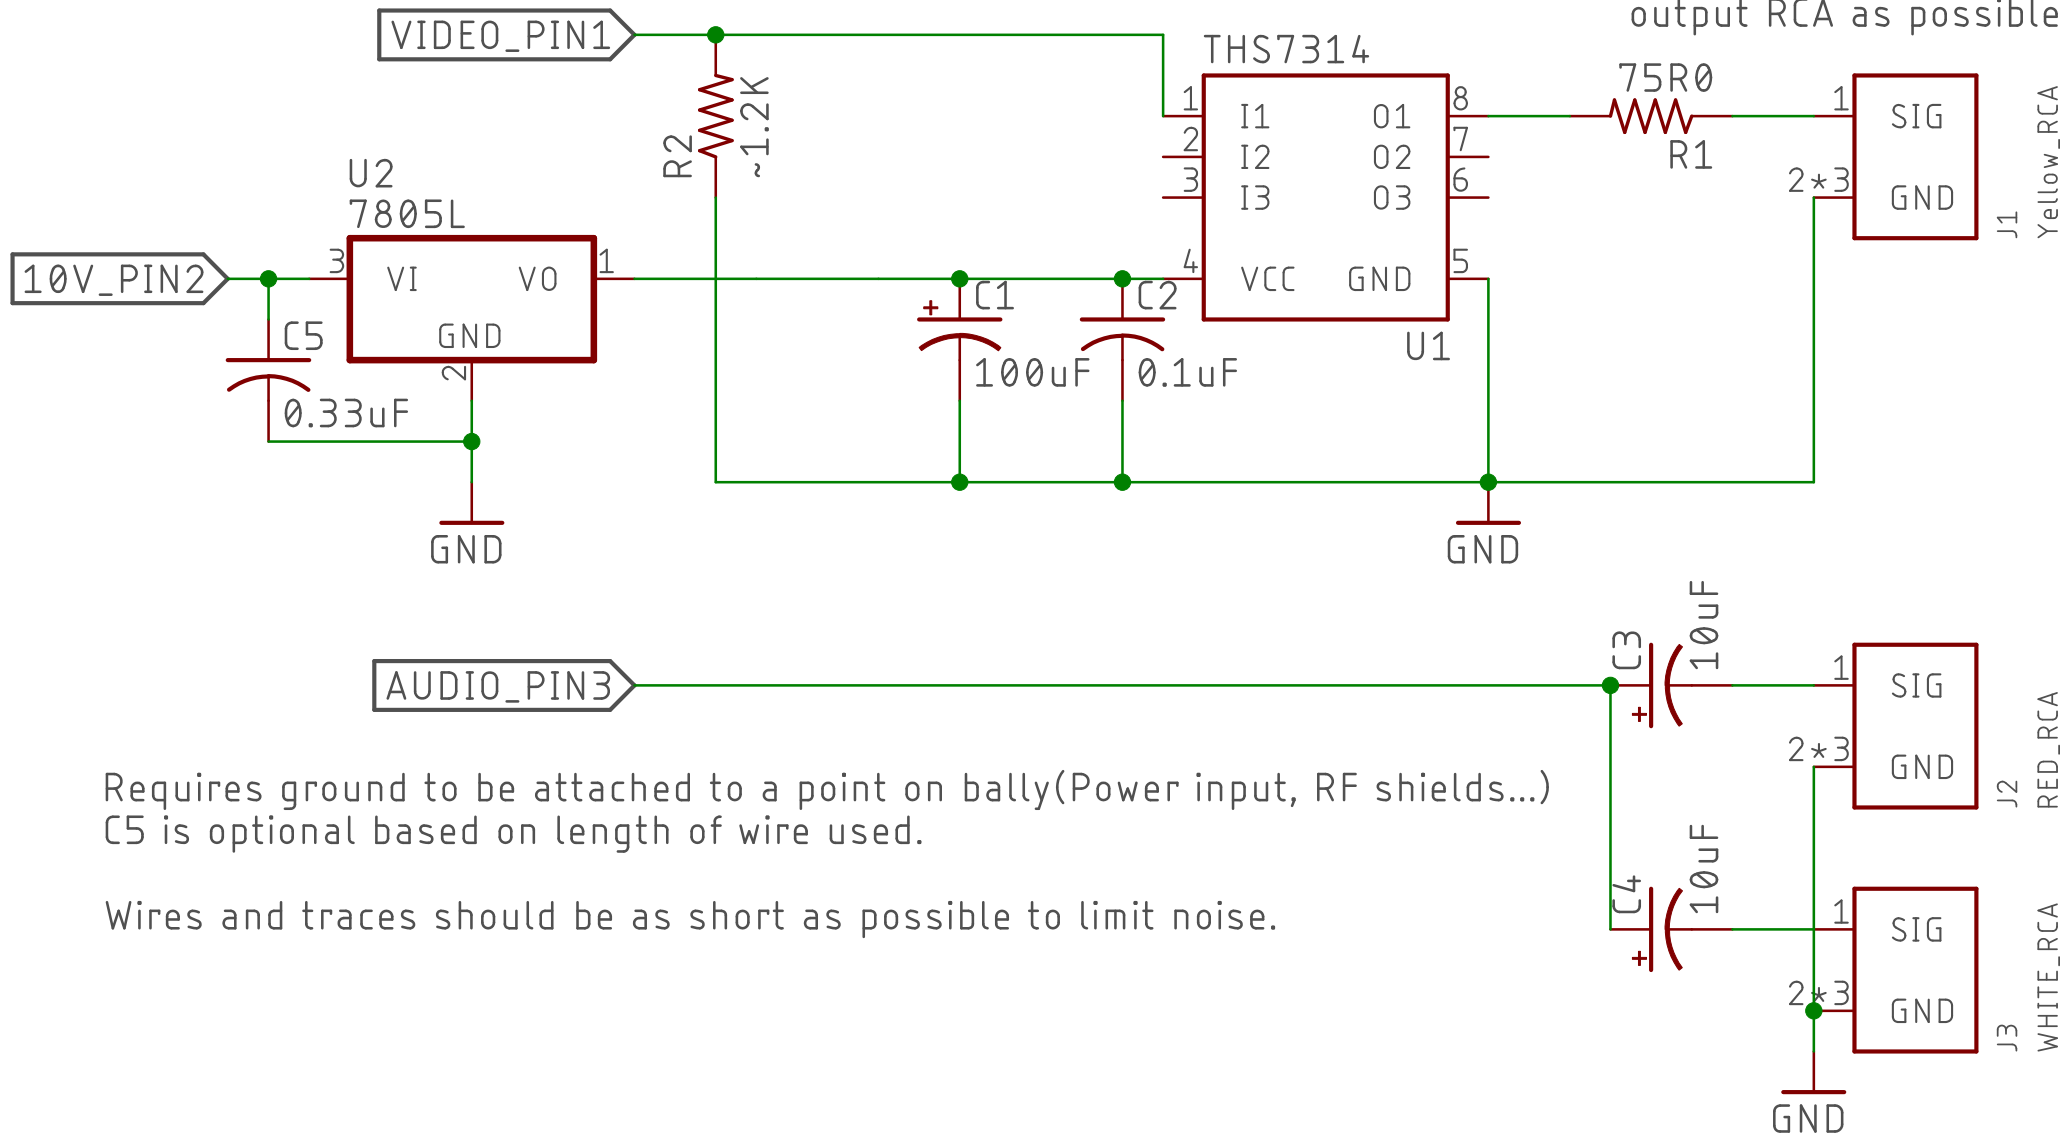 output RCA as possible
VIDEO_PIN1
THS7314
R2
~1.2K
1 I1 O1 8
2 I2 O2 7
3 I3 O3 6
4 VCC GND 5
U1
75R0
R1
1 SIG
2*3 GND
J1
Yellow_RCA
U2
7805L
10V_PIN2
3 VI VO 1
GND
2
C5
0.33uF
C1
+
100uF
C2
0.1uF
GND
GND
AUDIO_PIN3
C3
10uF
+
1 SIG
2*3 GND
J2
RED_RCA
C4
10uF
+
1 SIG
2*3 GND
J3
WHITE_RCA
GND
Requires ground to be attached to a point on bally(Power input, RF shields...)
C5 is optional based on length of wire used.
Wires and traces should be as short as possible to limit noise.